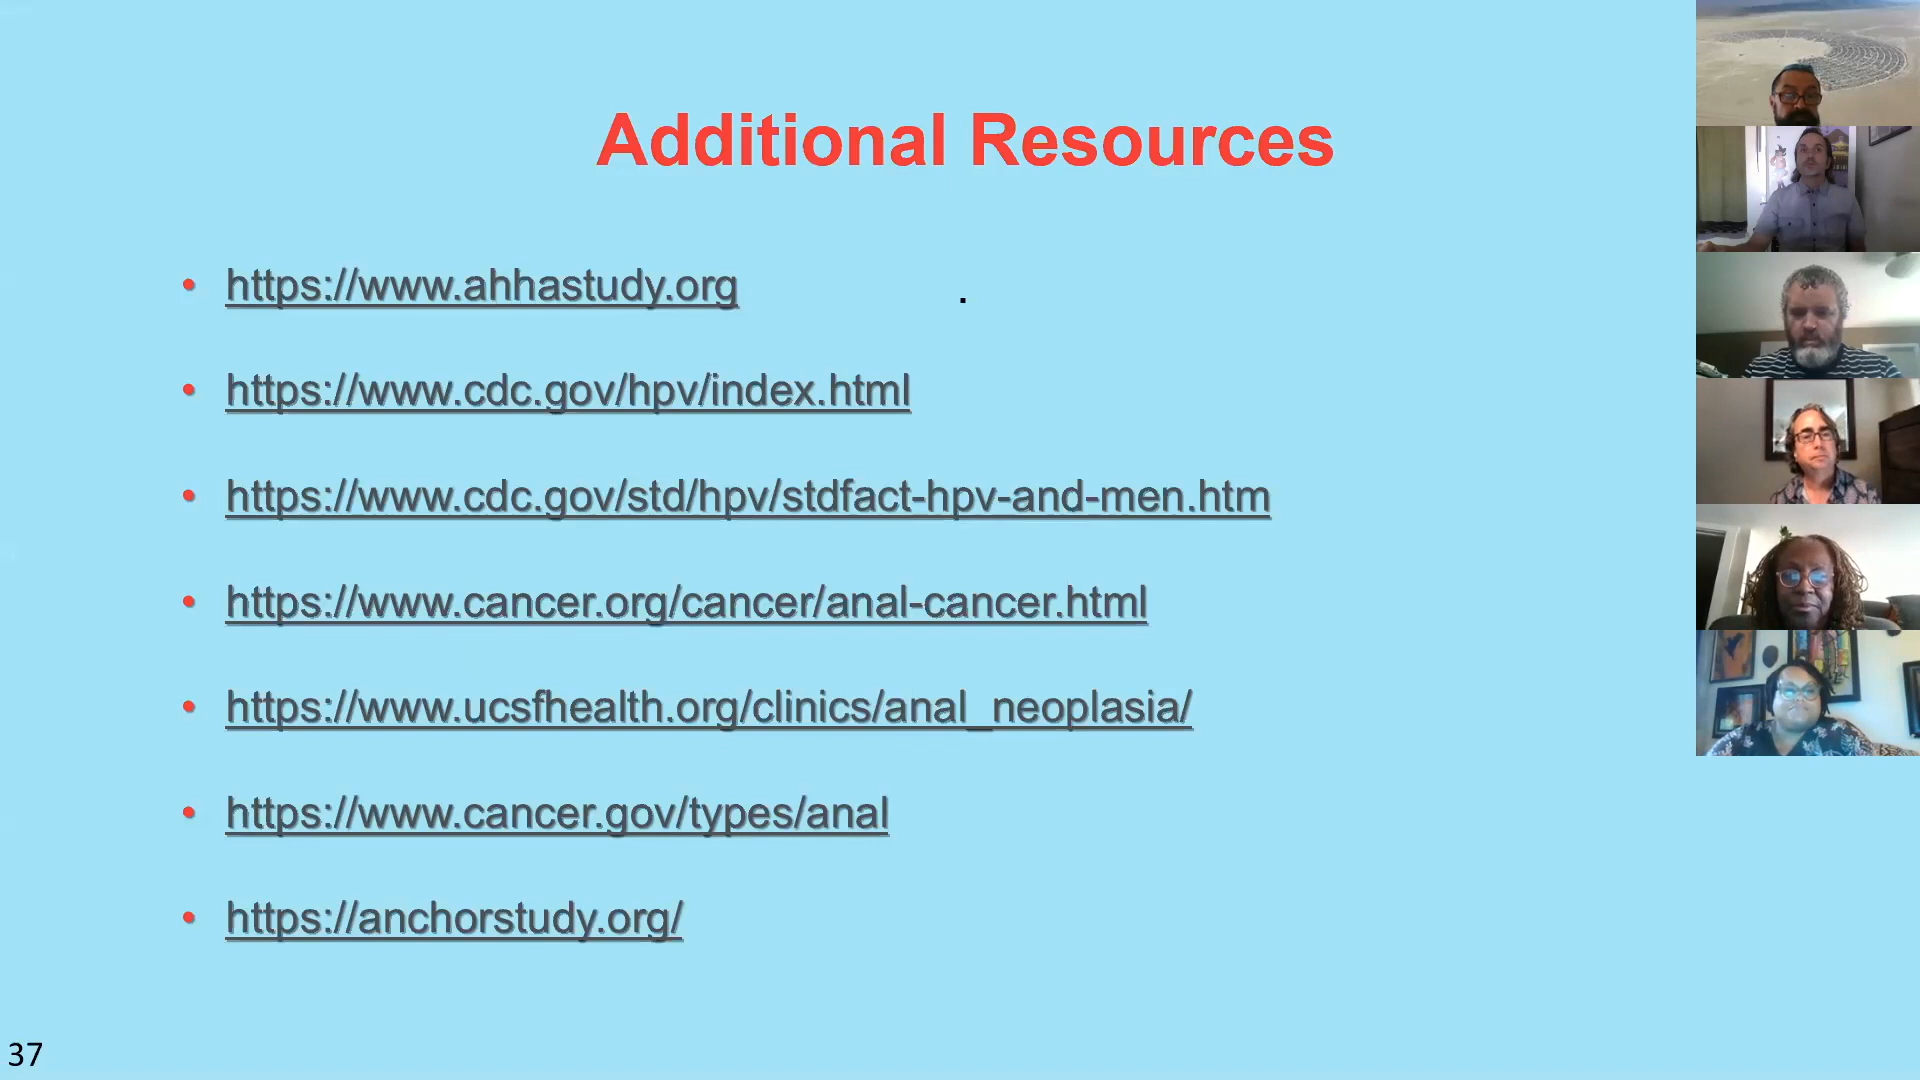 Additional Resources
• https://www.ahhastudy.org .
• https://www.cdc.gov/hpv/index.html
• https://www.cdc.gov/std/hpv/stdfact-hpv-and-men.htm
• https://www.cancer.org/cancer/anal-cancer.html
• https://www.ucsfhealth.org/clinics/anal_neoplasia/
• https://www.cancer.gov/types/anal
• https://anchorstudy.org/
37